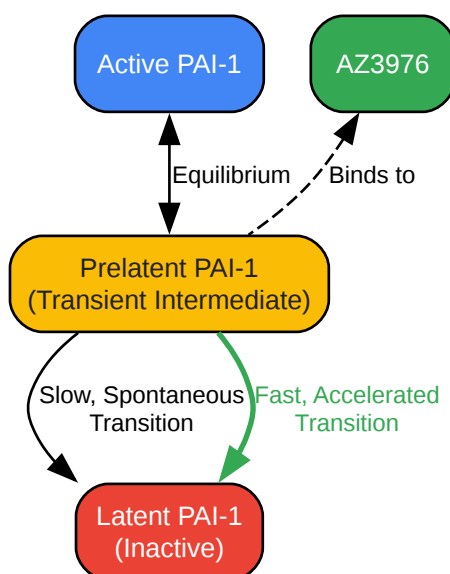 Active PAI-1
AZ3976
Equilibrium
Binds to
Prelatent PAI-1
(Transient Intermediate)
Slow, Spontaneous
Transition
Fast, Accelerated
Transition
Latent PAI-1
(Inactive)